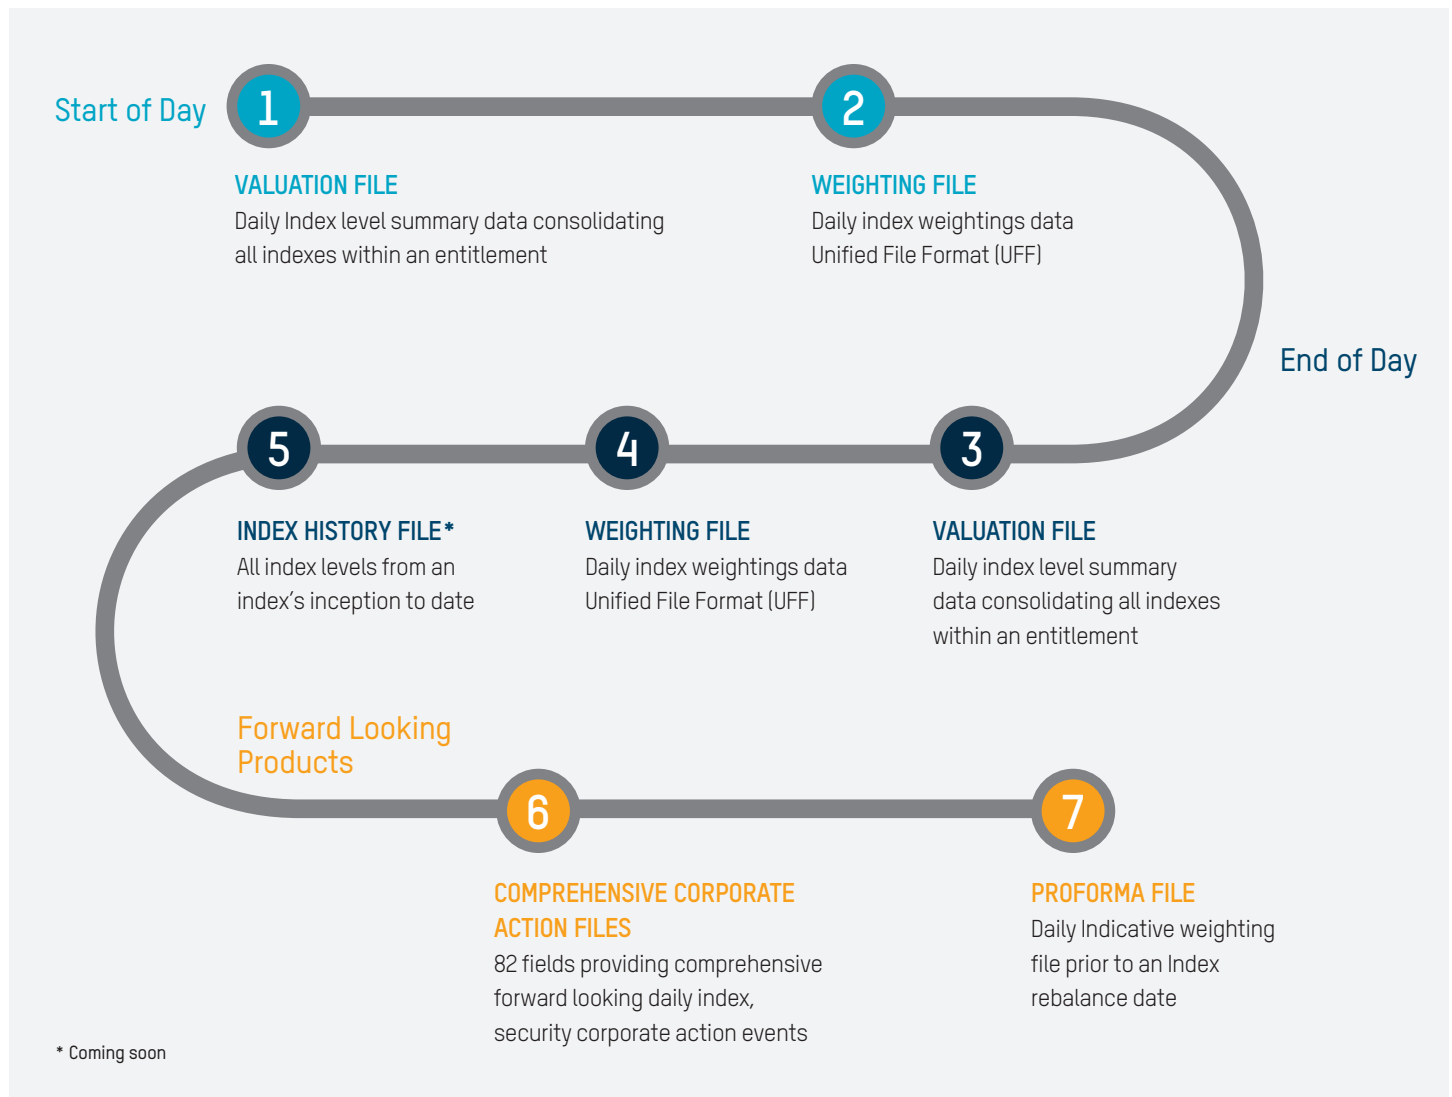 Start of Day
1
2
VALUATION FILE
Daily Index level summary data consolidating
all indexes within an entitlement
WEIGHTING FILE
Daily index weightings data
Unified File Format (UFF)
End of Day
5
4
3
INDEX HISTORY FILE*
All index levels from an
index's inception to date
WEIGHTING FILE
Daily index weightings data
Unified File Format (UFF)
VALUATION FILE
Daily index level summary
data consolidating all indexes
within an entitlement
Forward Looking
Products
6
7
COMPREHENSIVE CORPORATE
ACTION FILES
82 fields providing comprehensive
forward looking daily index,
security corporate action events
PROFORMA FILE
Daily Indicative weighting
file prior to an Index
rebalance date
* Coming soon